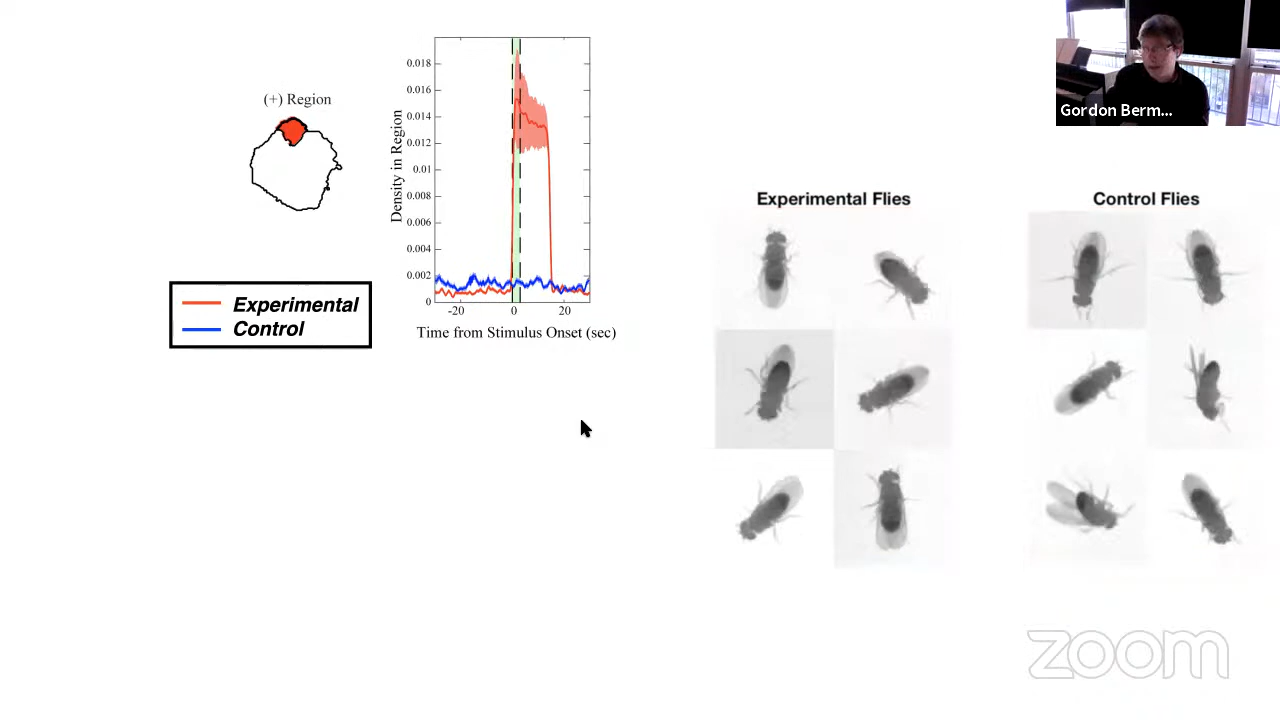 (+) Region
Density in Region
0.018
0.016
0.014
0.012
0.01
0.008
0.006
0.004
0.002
0
-20
0
20
Time from Stimulus Onset (sec)
Experimental
Control
Experimental Flies
Control Flies
Gordon Berm...
zoom